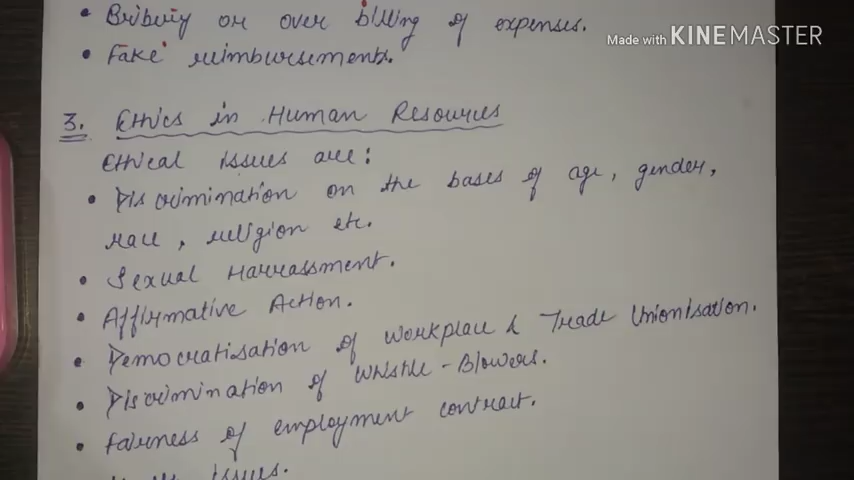 • Bribery or over billing of expenses.
Made with KINEMASTER
• Fake reimbursements.
3. Ethics in Human Resources
Ethical issues are:
• Discrimination on the bases of age, gender,
race, religion etc.
• Sexual Harrassment.
• Affirmative Action.
• Democratisation of workplace & Trade Unionisation.
• Discrimination of Whistle-Blowers.
• Fairness of employment contract.
issues.